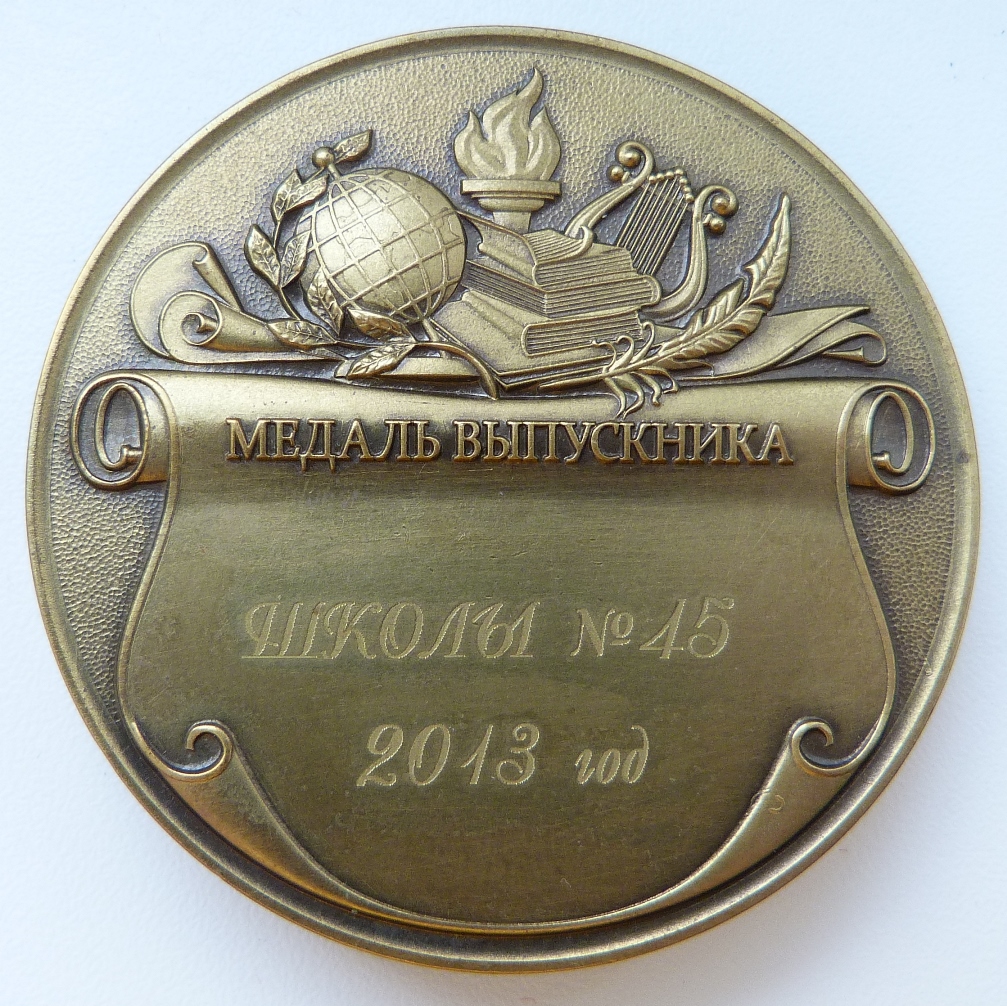 МЕДАЛЬ ВЫПУСКНИКА
ШКОЛЫ №45
2013 год